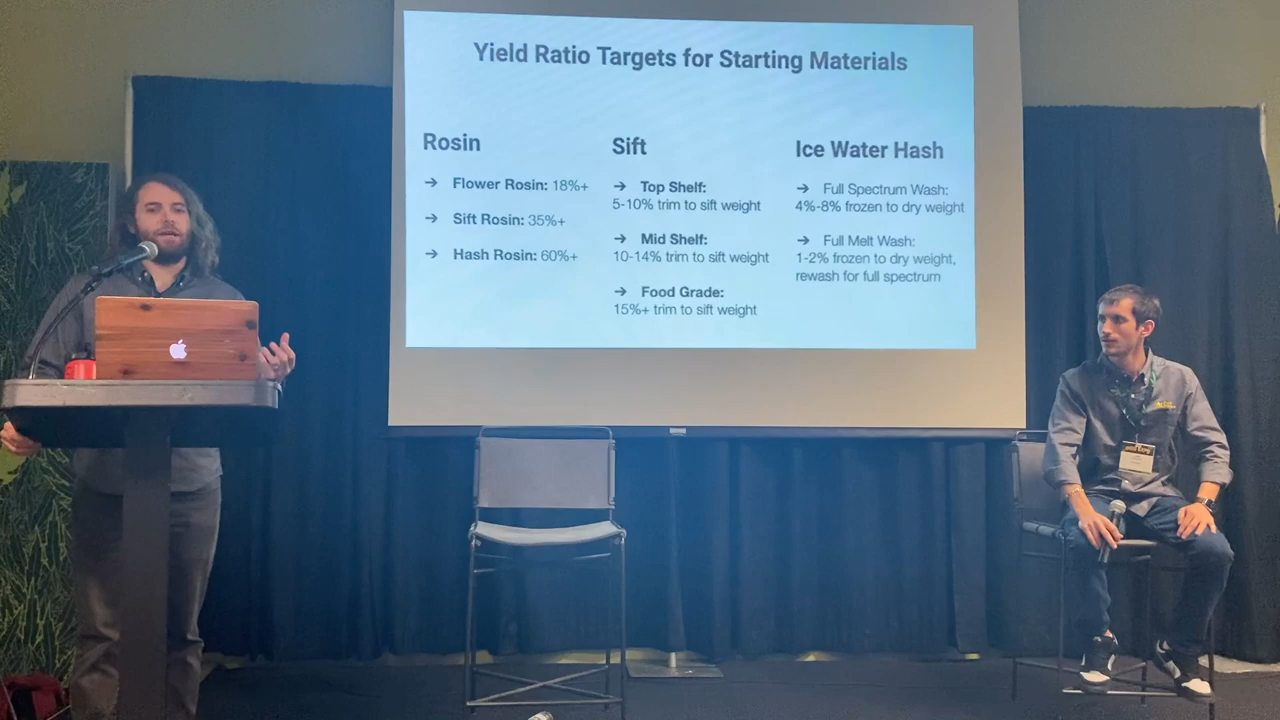 Yield Ratio Targets for Starting Materials
Rosin
→ Flower Rosin: 18%+
→ Sift Rosin: 35%+
→ Hash Rosin: 60%+
Sift
→ Top Shelf:
5-10% trim to sift weight
→ Mid Shelf:
10-14% trim to sift weight
→ Food Grade:
15%+ trim to sift weight
Ice Water Hash
→ Full Spectrum Wash:
4%-8% frozen to dry weight
→ Full Melt Wash:
1-2% frozen to dry weight,
rewash for full spectrum